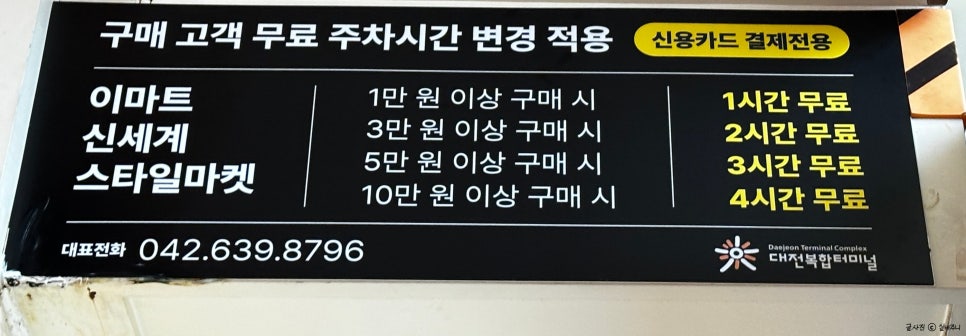 구매 고객 무료 주차시간 변경 적용 신용카드 결제전용
이마트
신세계
스타일마켓
1만 원 이상 구매 시 1시간 무료
3만 원 이상 구매 시 2시간 무료
5만 원 이상 구매 시 3시간 무료
10만 원 이상 구매 시 4시간 무료
대표전화 042.639.8796
Daejeon Terminal Complex
대전복합터미널